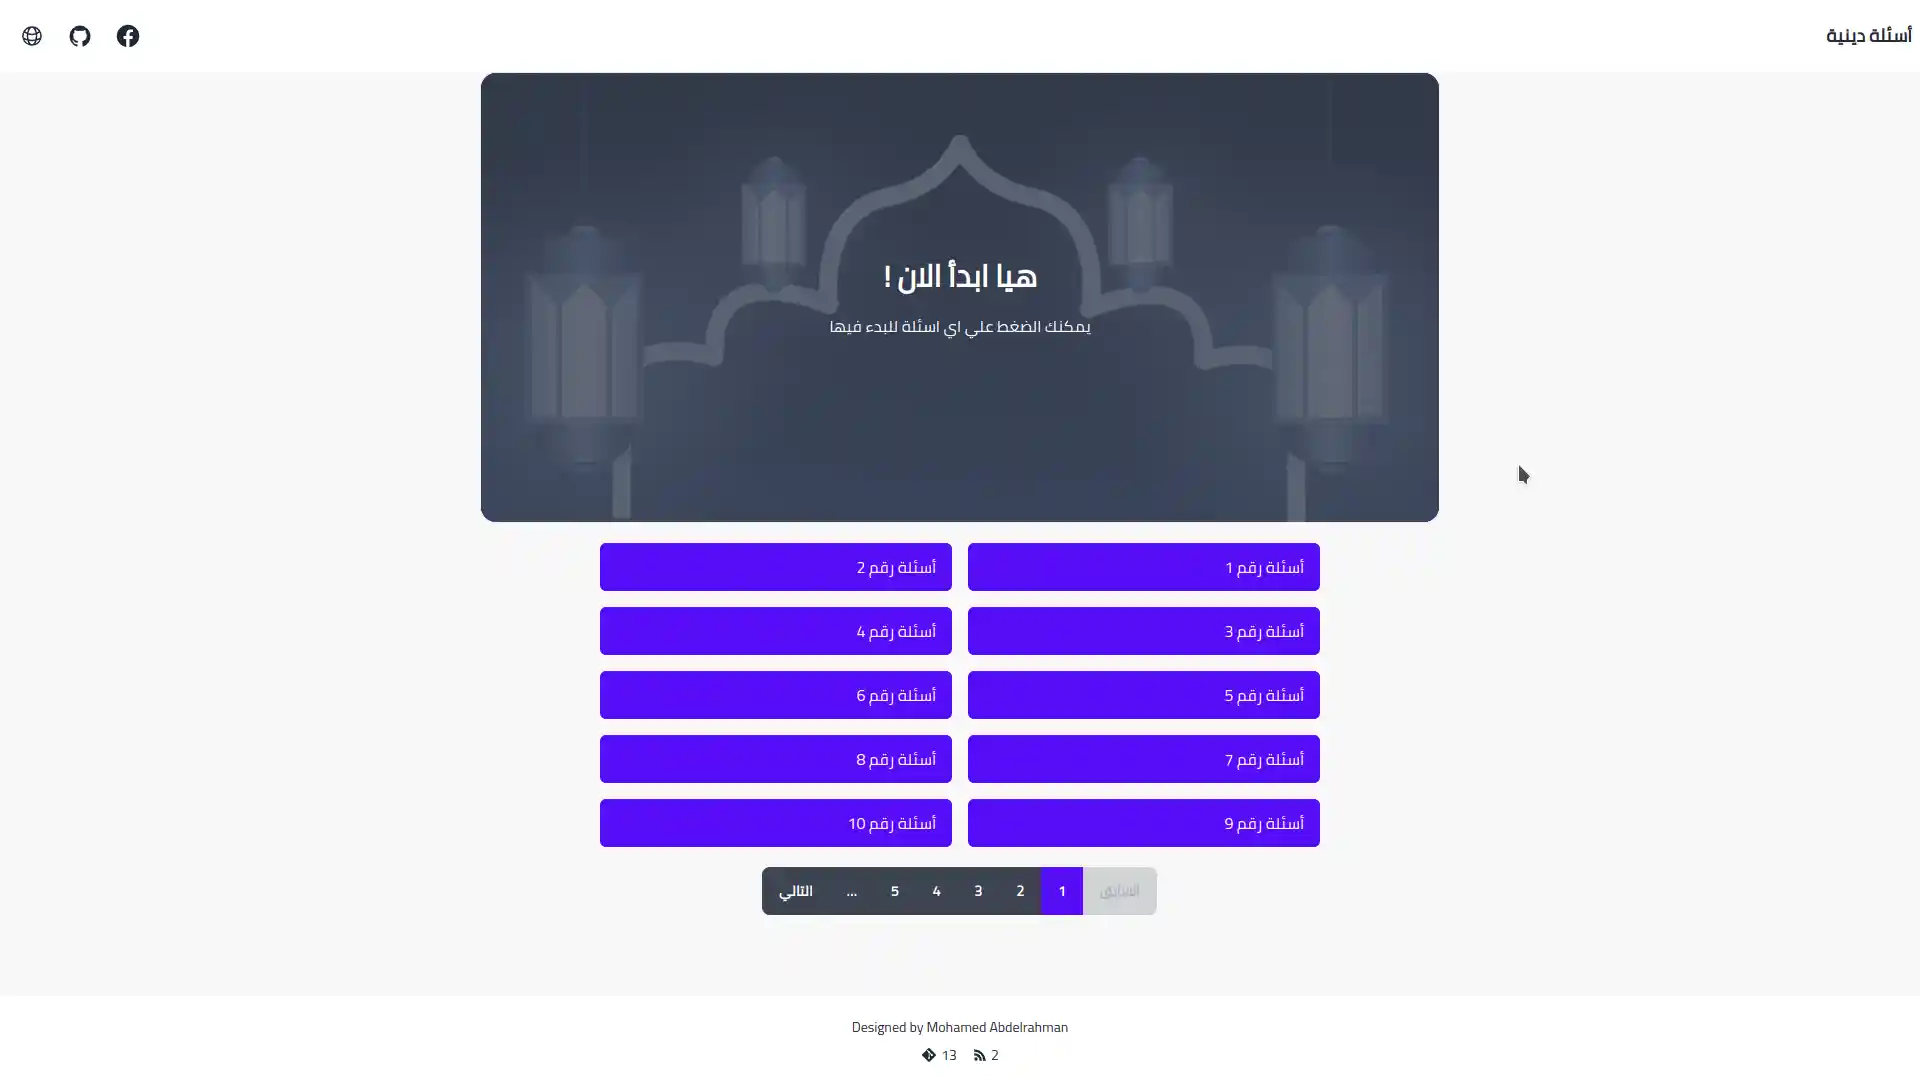 أسئلة دينية
هيا ابدأ الان !
يمكنك الضغط علي اي اسئلة للبدء فيها
أسئلة رقم 1
أسئلة رقم 2
أسئلة رقم 3
أسئلة رقم 4
أسئلة رقم 5
أسئلة رقم 6
أسئلة رقم 7
أسئلة رقم 8
أسئلة رقم 9
أسئلة رقم 10
السابق 1 2 3 4 5 ... التالي
Designed by Mohamed Abdelrahman
13 2